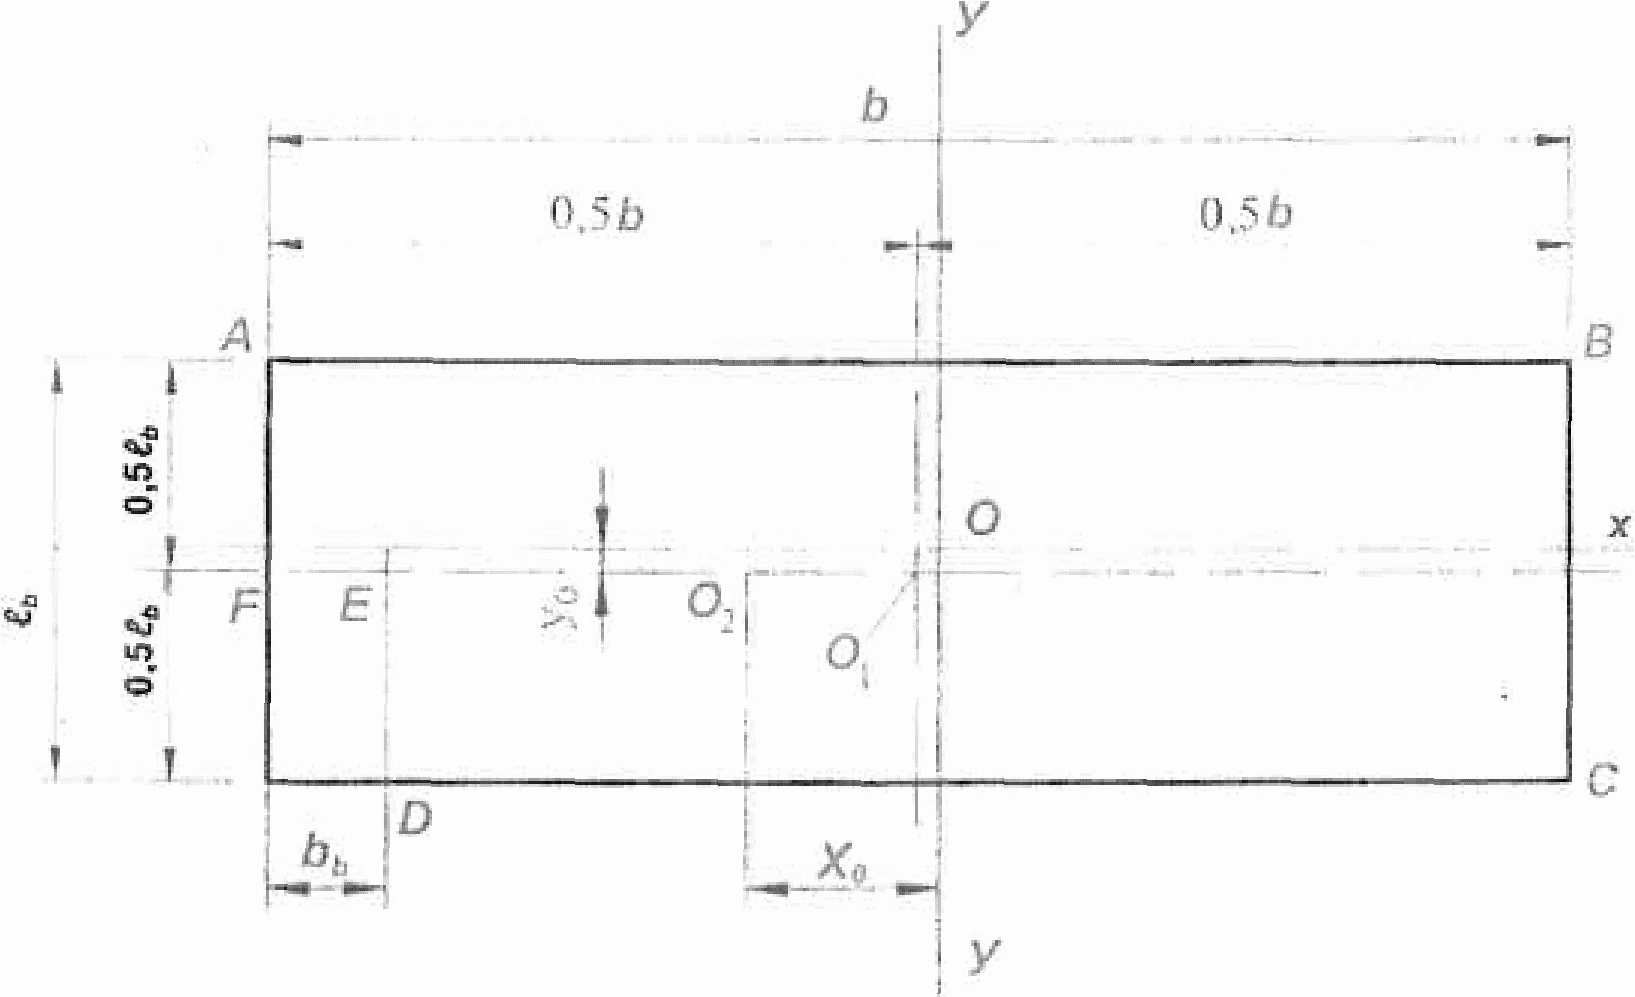 y
b
0,5b 0,5b
A B
0,5ℓb
O x
ℓb F E y0 O2
0,5ℓb O1
D C
bb X0
y